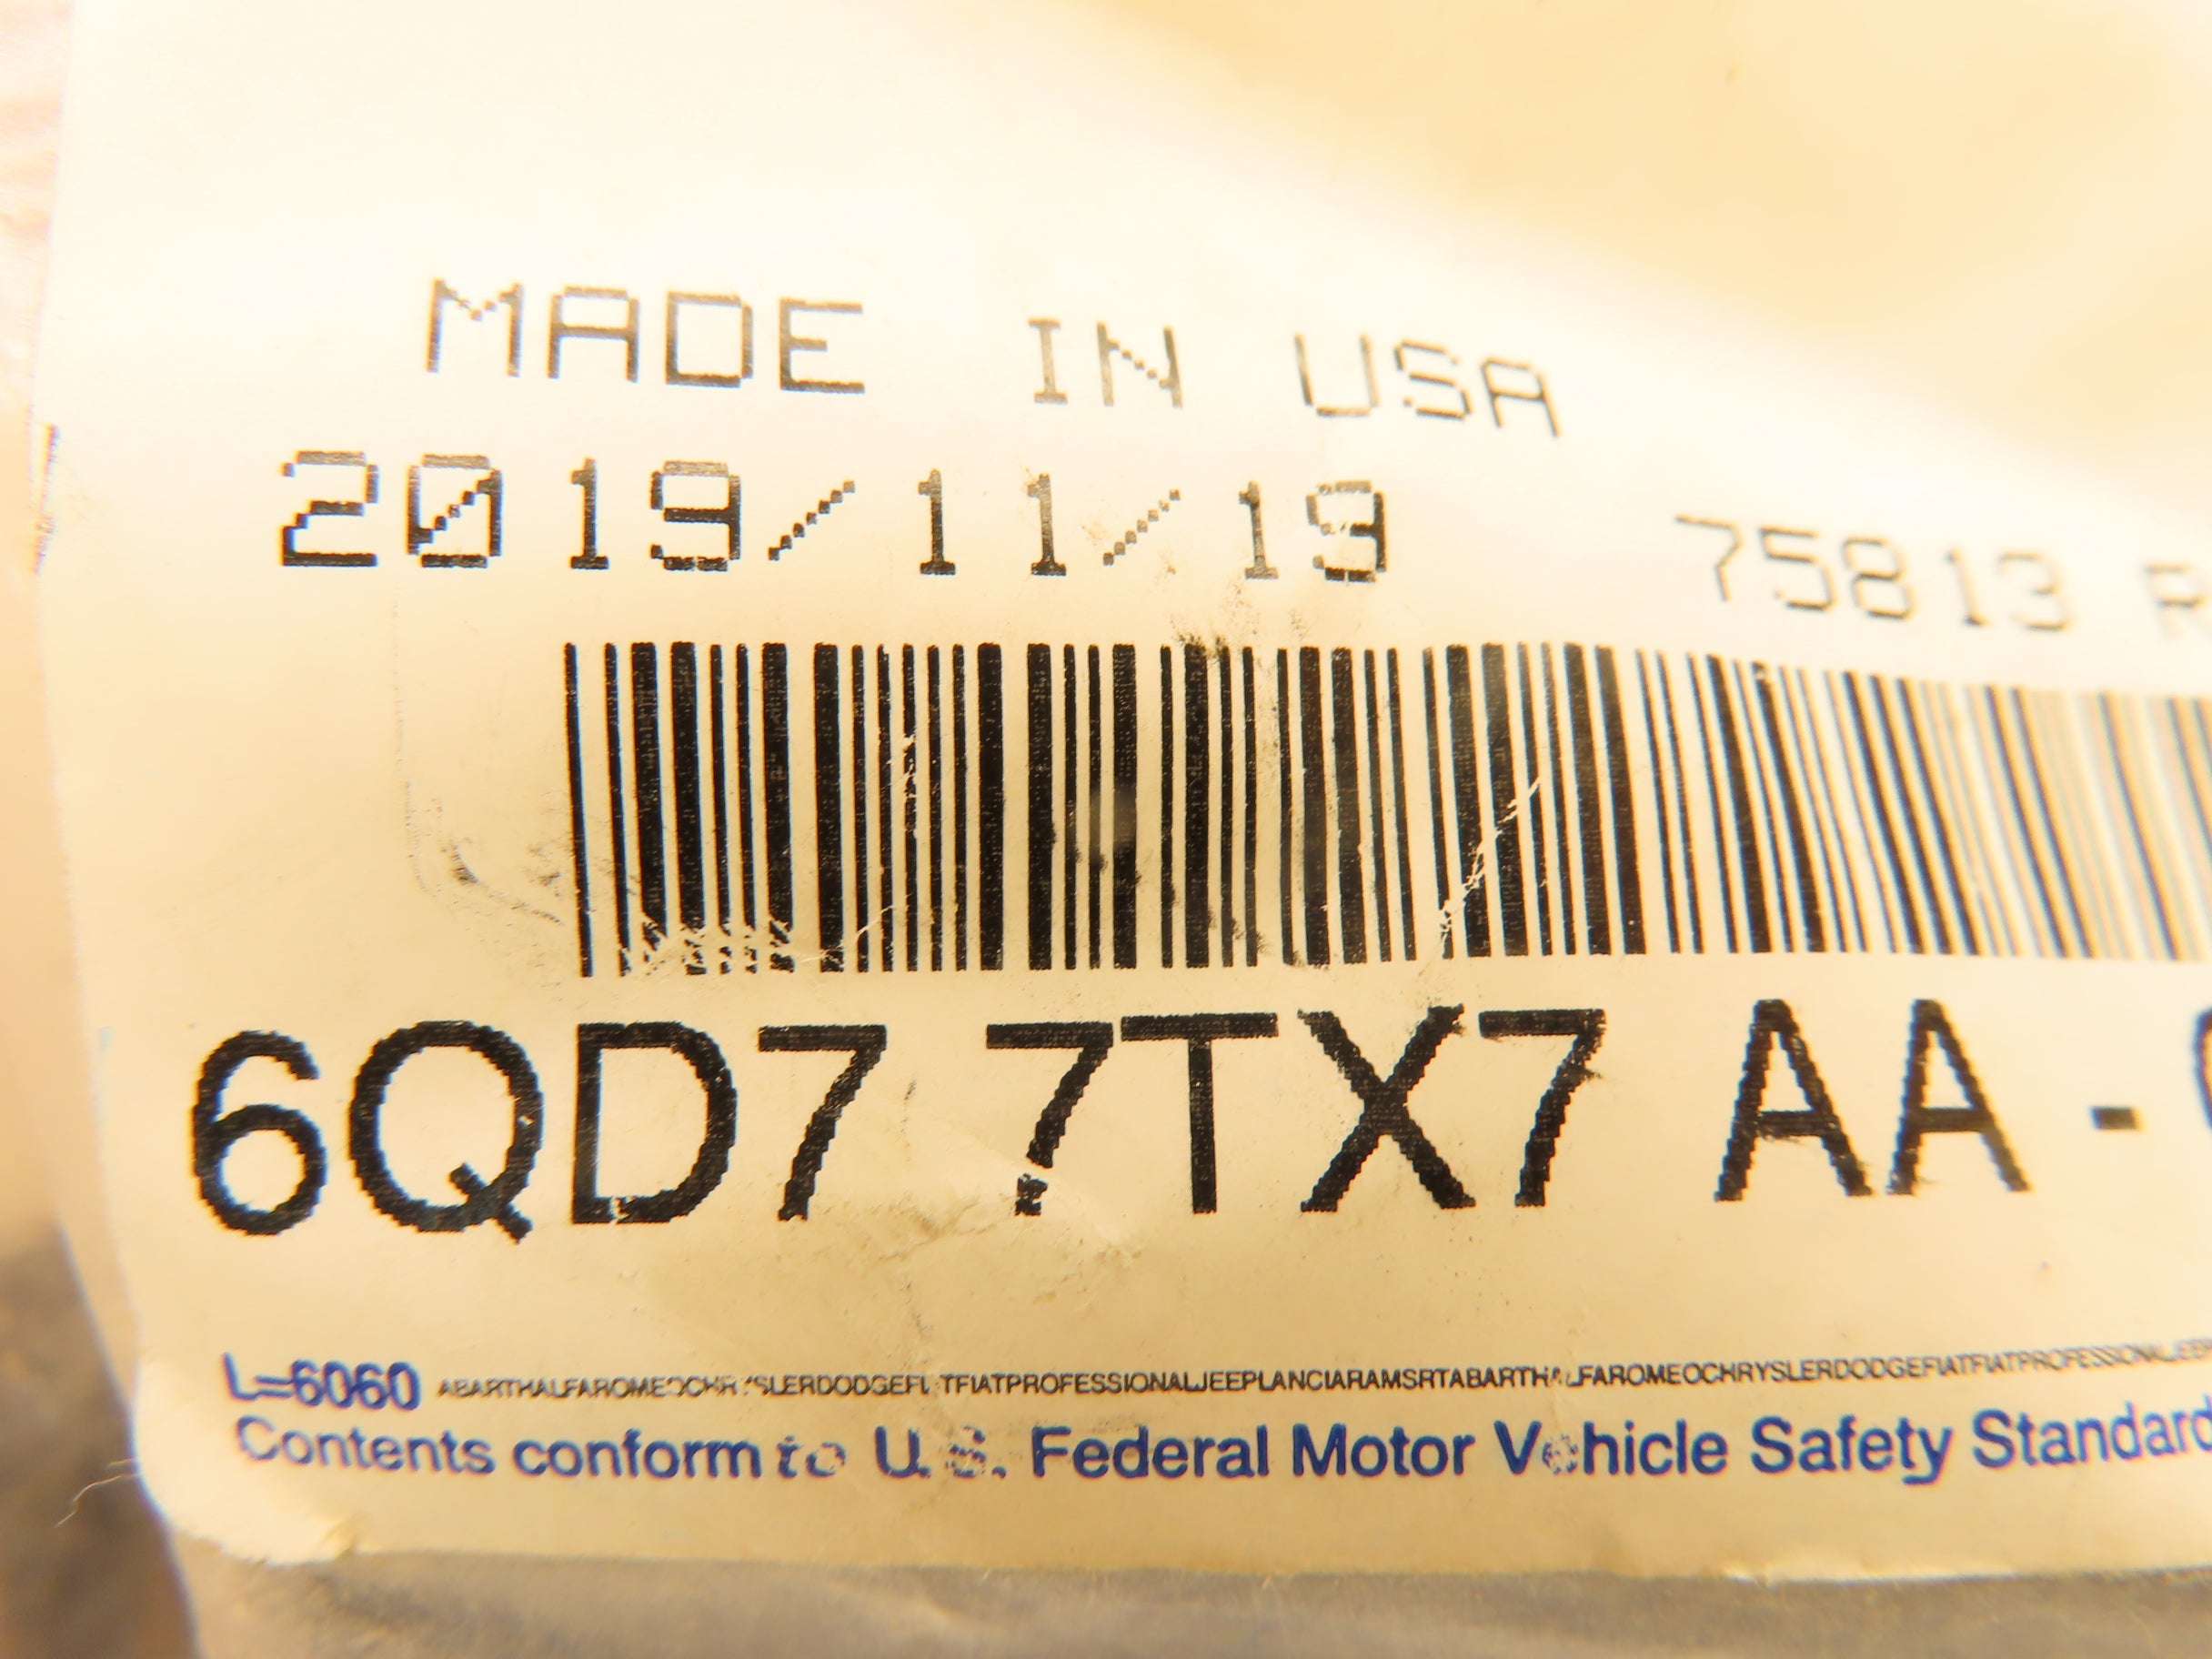 MADE IN USA
2019/11/19 75813 R
6QD7 7TX7 AA -
L=6060 ABARTHALFAROMEOCHRYSLERDODGEFIATFIATPROFESSIONALJEEPLANCIARAMSRTABARTHALFAROMEOCHRYSLERDODGEFIATFIATPROFESSIONALJEEP
Contents conform to U.S. Federal Motor Vehicle Safety Standard